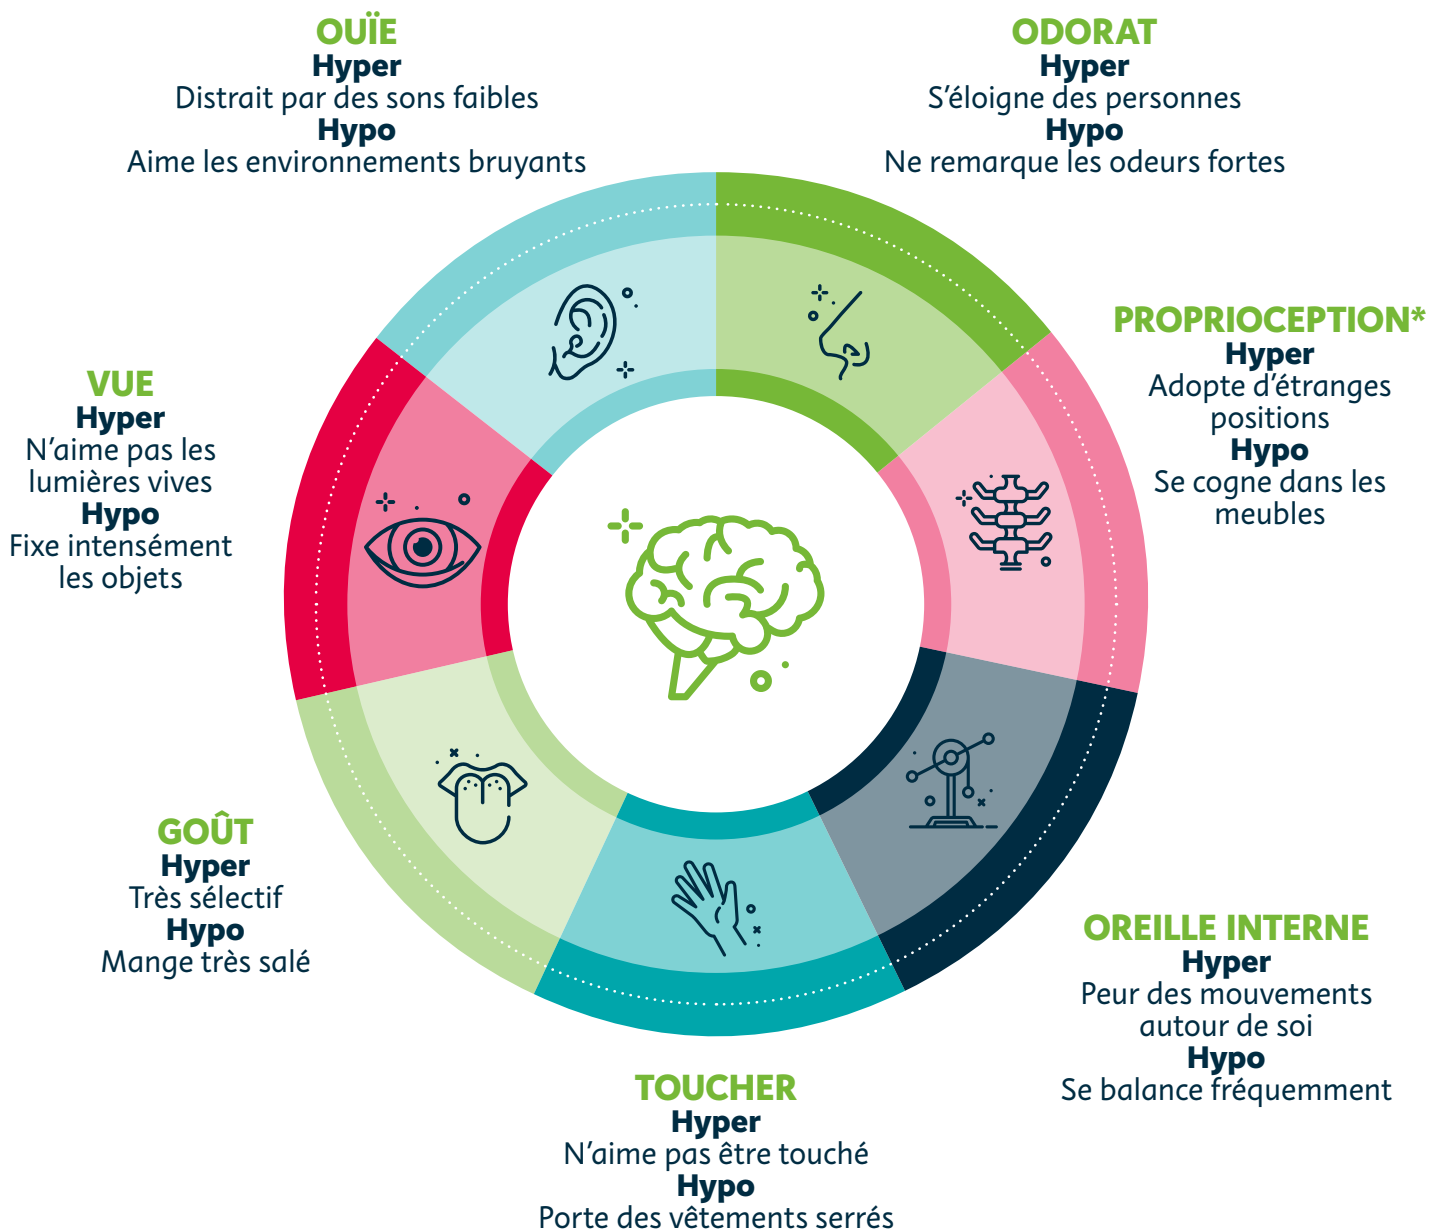 OUÏE
Hyper
Distrait par des sons faibles
Hypo
Aime les environnements bruyants
ODORAT
Hyper
S’éloigne des personnes
Hypo
Ne remarque les odeurs fortes
PROPRIOCEPTION*
Hyper
Adopte d’étranges
positions
Hypo
Se cogne dans les
meubles
VUE
Hyper
N’aime pas les
lumières vives
Hypo
Fixe intensément
les objets
GOÛT
Hyper
Très sélectif
Hypo
Mange très salé
OREILLE INTERNE
Hyper
Peur des mouvements
autour de soi
Hypo
Se balance fréquemment
TOUCHER
Hyper
N’aime pas être touché
Hypo
Porte des vêtements serrés